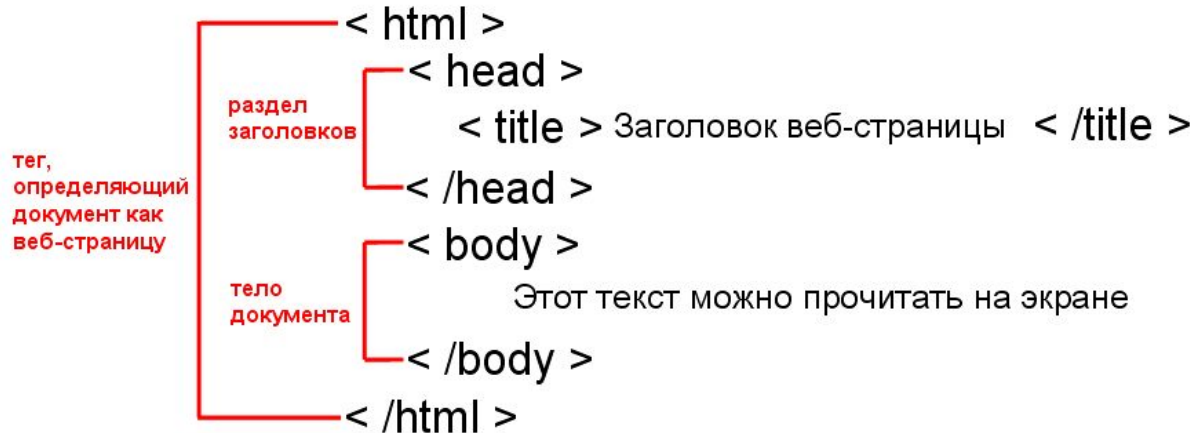 < html >
< head >
раздел
заголовков
< title > Заголовок веб-страницы < /title >
тег,
определяющий
документ как
веб-страницу
< /head >
< body >
тело
документа
Этот текст можно прочитать на экране
< /body >
< /html >